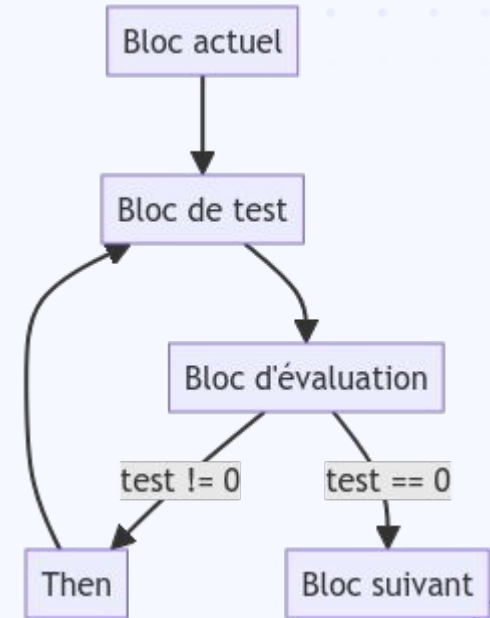 Bloc actuel
Bloc de test
Bloc d'évaluation
test != 0
test == 0
Then
Bloc suivant